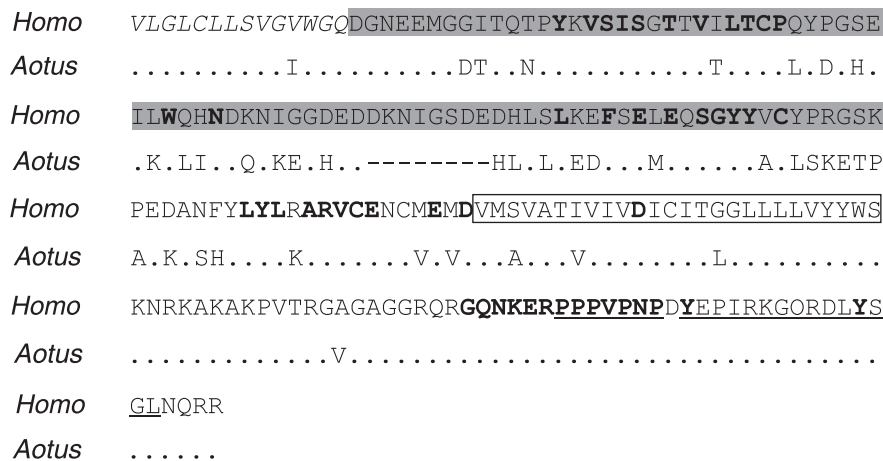 Homo VLGLCLLSVGVWGQDGNEEMGGITQTPYKVSISGTTVILTCPQYPGSE
Aotus ..........I..........DT..N...........T....L.D.H.
Homo ILWQHNDKNIGGDEDDKNIGSDEDHLSLKEFSELEQSGYYVCYPRGSK
Aotus .K.LI..Q.KE.H..--------HL.L.ED...M......A.LSKETP
Homo PEDANFYLYLRARVCENCMEMDVMSVATIVIVDICITGGLLLLVYYWS
Aotus A.K.SH....K.......V.V...A...V........L..........
Homo KNRKAKAKPVTRGAGAGGRQRGQNKERPPPVPNPDYEPIRKGORDLYS
Aotus .............V..................................
Homo GLNQRR
Aotus ......